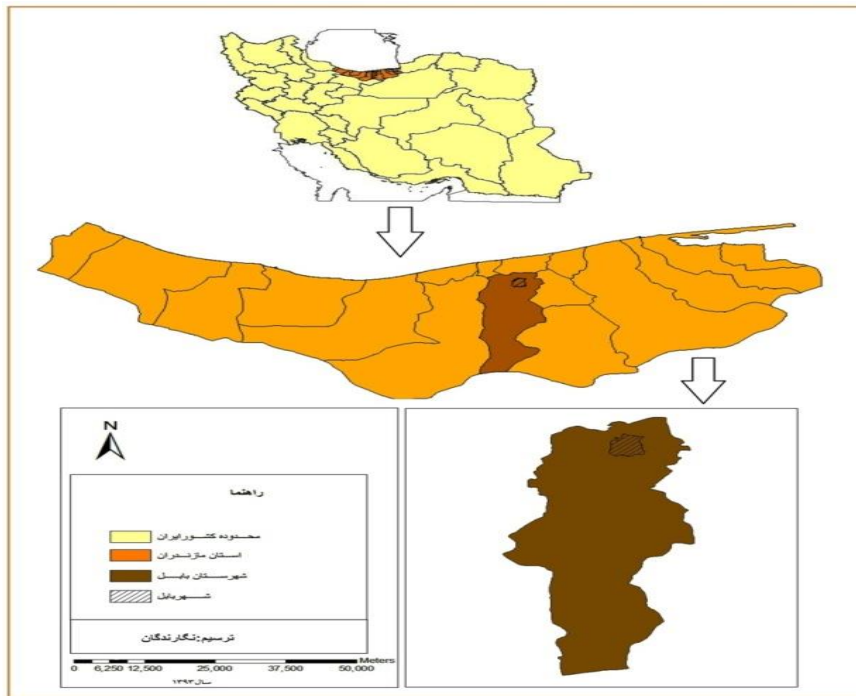 N
راهنما
محدوده کشور ایران
استان مازندران
شهرستان بابل
شهر بابل
ترسیم:نگارندگان
Meters
0 6,250 12,500 25,000 37,500 50,000
سال ۱۳۹۳